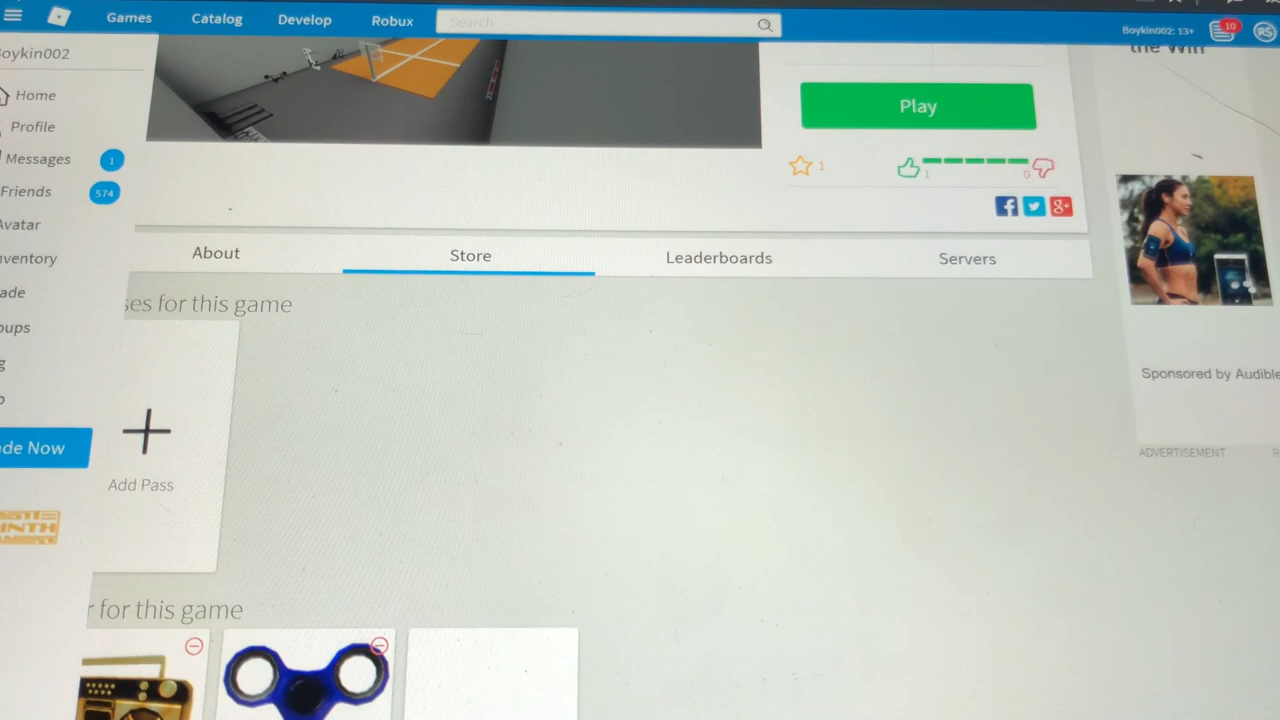 Games Catalog Develop Robux Search Boykin002: 13+ 10 RS
oykin002
the Win
Home
Play
Profile
Messages 1
1
1 0
Friends 574
Avatar
nventory
About Store Leaderboards Servers
ade
ses for this game
oups
g
Sponsored by Audible
o
de Now
ADVERTISEMENT R
Add Pass
INTH
r for this game